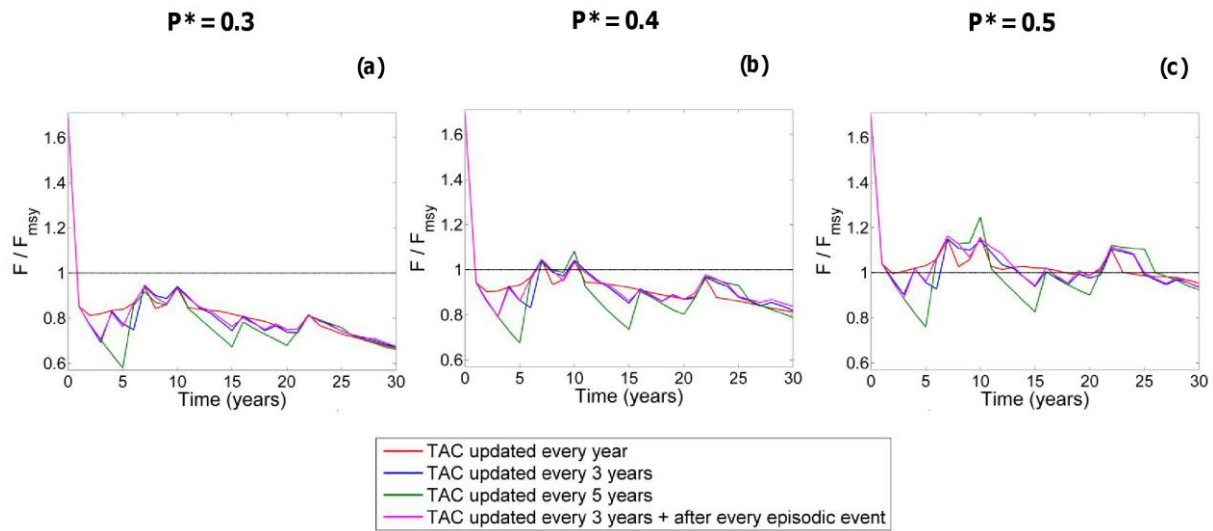 P* = 0.3
P* = 0.4
P* = 0.5
(a)
(b)
(c)
F / Fmsy
1.6
1.4
1.2
1
0.8
0.6
0 5 10 15 20 25 30
Time (years)
F / Fmsy
1.6
1.4
1.2
1
0.8
0.6
0 5 10 15 20 25 30
Time (years)
F / Fmsy
1.6
1.4
1.2
1
0.8
0.6
0 5 10 15 20 25 30
Time (years)
TAC updated every year
TAC updated every 3 years
TAC updated every 5 years
TAC updated every 3 years + after every episodic event